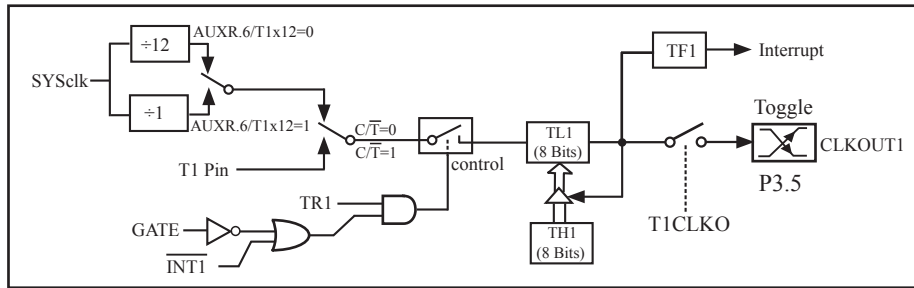 AUXR.6/T1x12=0
÷12
SYSclk
÷1
AUXR.6/T1x12=1
C/T̅=0
C/T̅=1
T1 Pin
control
TR1
GATE
I̅N̅T̅1̅
TL1
(8 Bits)
TH1
(8 Bits)
TF1
Interrupt
Toggle
CLKOUT1
P3.5
T1CLKO